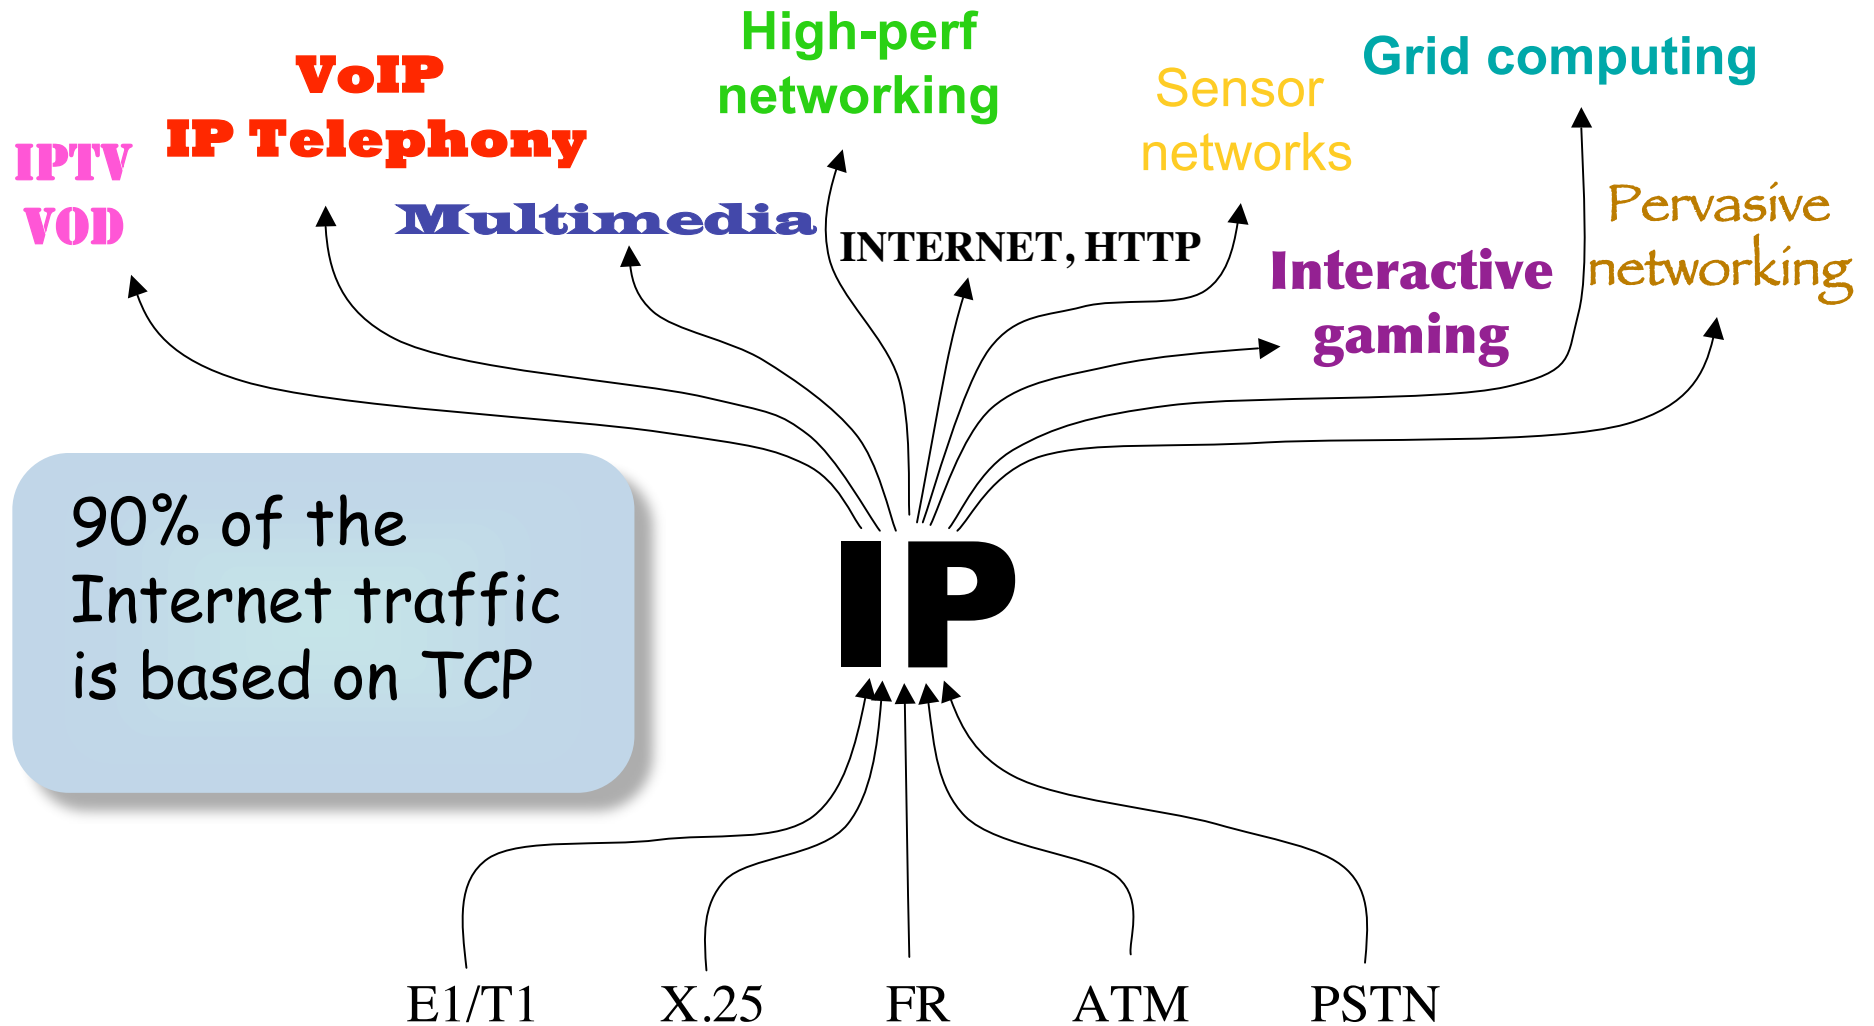 High-perf
networking
Grid computing
VoIP
IP Telephony
Sensor
networks
IPTV
VOD
Multimedia
INTERNET, HTTP
Pervasive
networking
Interactive
gaming
90% of the
Internet traffic
is based on TCP
IP
E1/T1
X.25
FR
ATM
PSTN